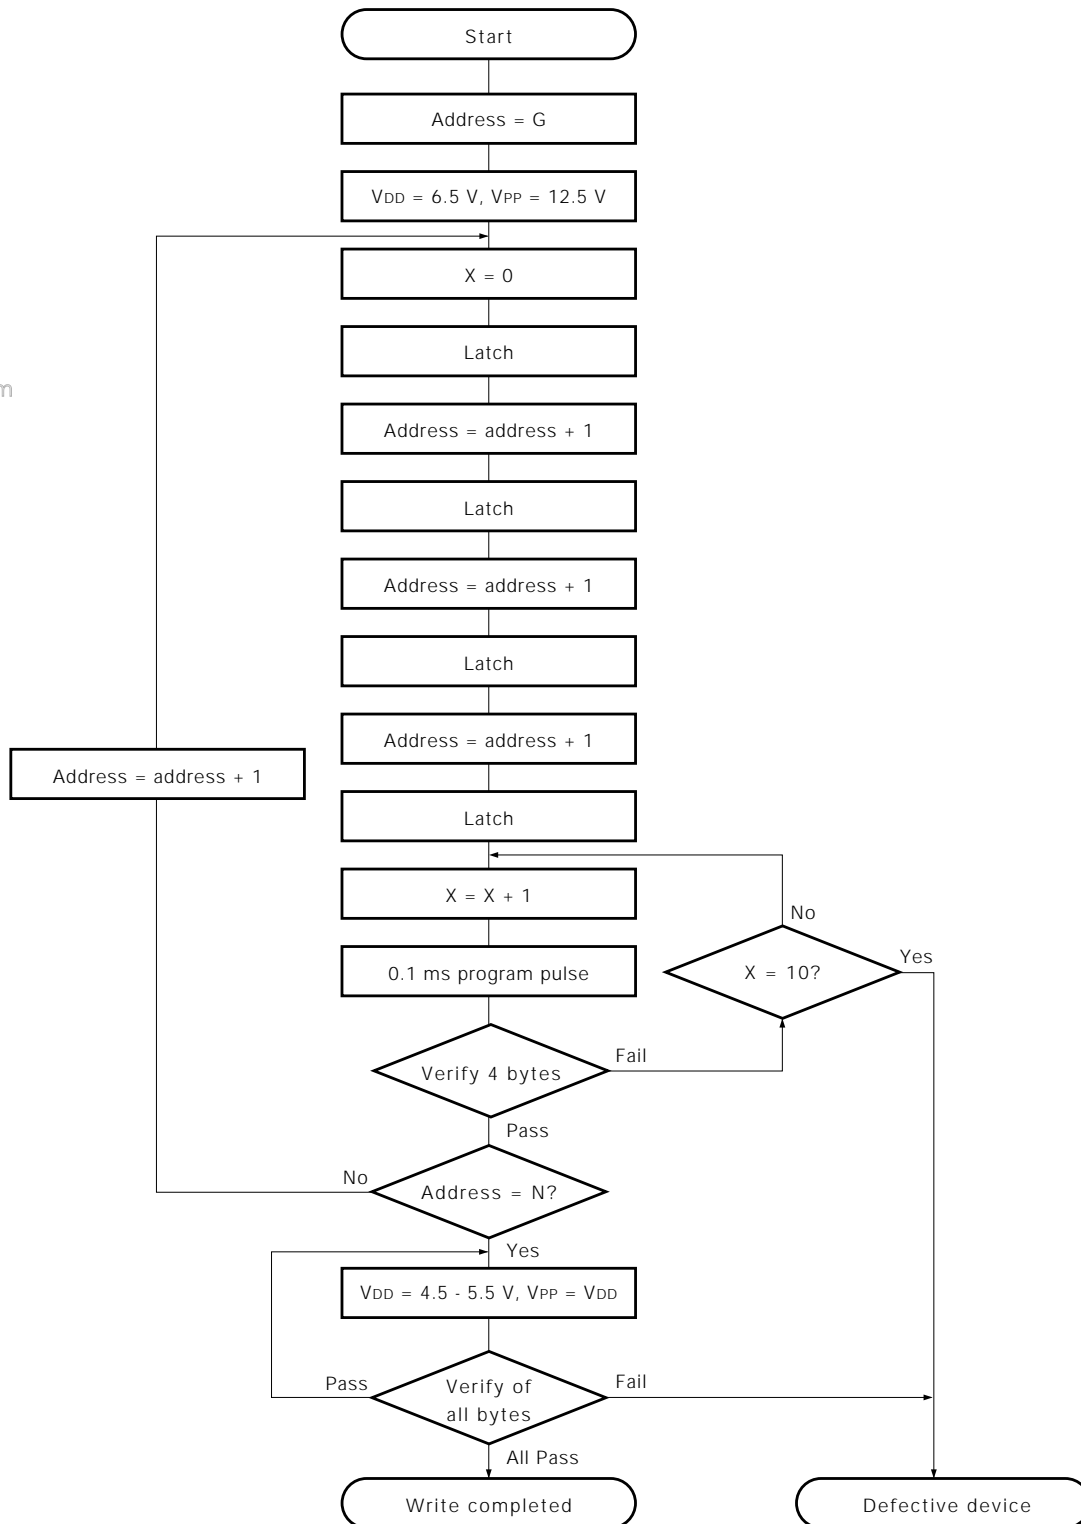 Start
Address = G
VDD = 6.5 V, VPP = 12.5 V
X = 0
Latch
m
Address = address + 1
Latch
Address = address + 1
Latch
Address = address + 1
Address = address + 1
Latch
X = X + 1
No
Yes
0.1 ms program pulse
X = 10?
Fail
Verify 4 bytes
Pass
No
Address = N?
Yes
VDD = 4.5 - 5.5 V, VPP = VDD
Pass
Verify of
all bytes
Fail
All Pass
Write completed
Defective device